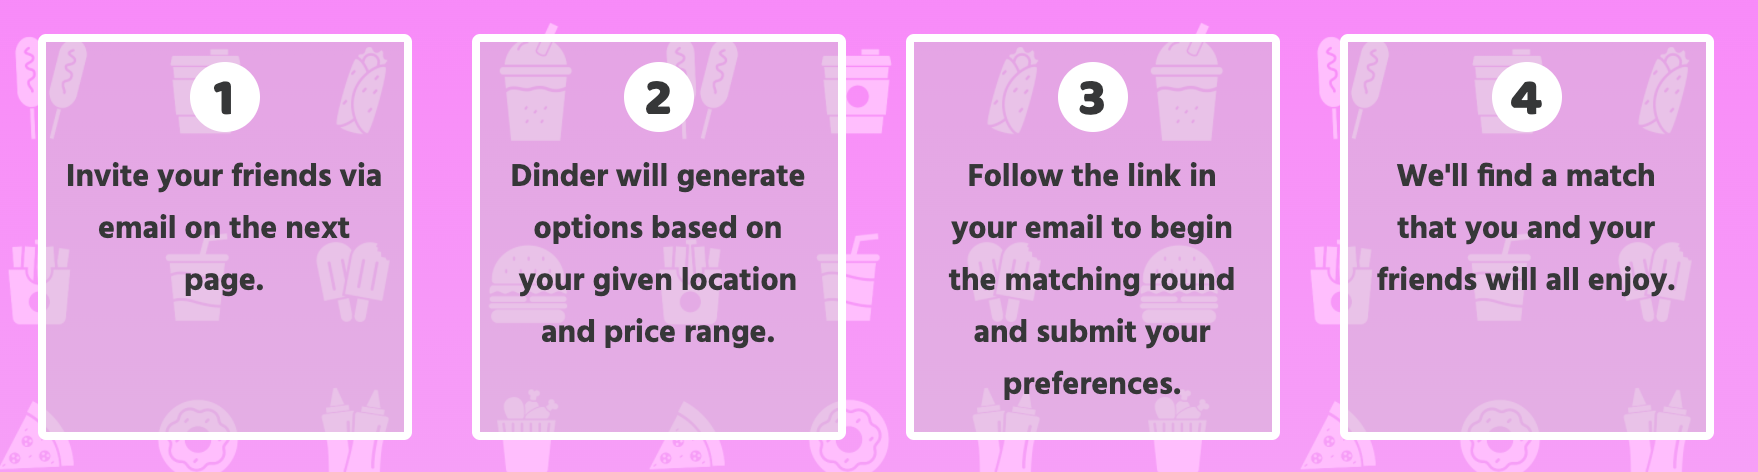 1
Invite your friends via
email on the next
page.
2
Dinder will generate
options based on
your given location
and price range.
3
Follow the link in
your email to begin
the matching round
and submit your
preferences.
4
We'll find a match
that you and your
friends will all enjoy.